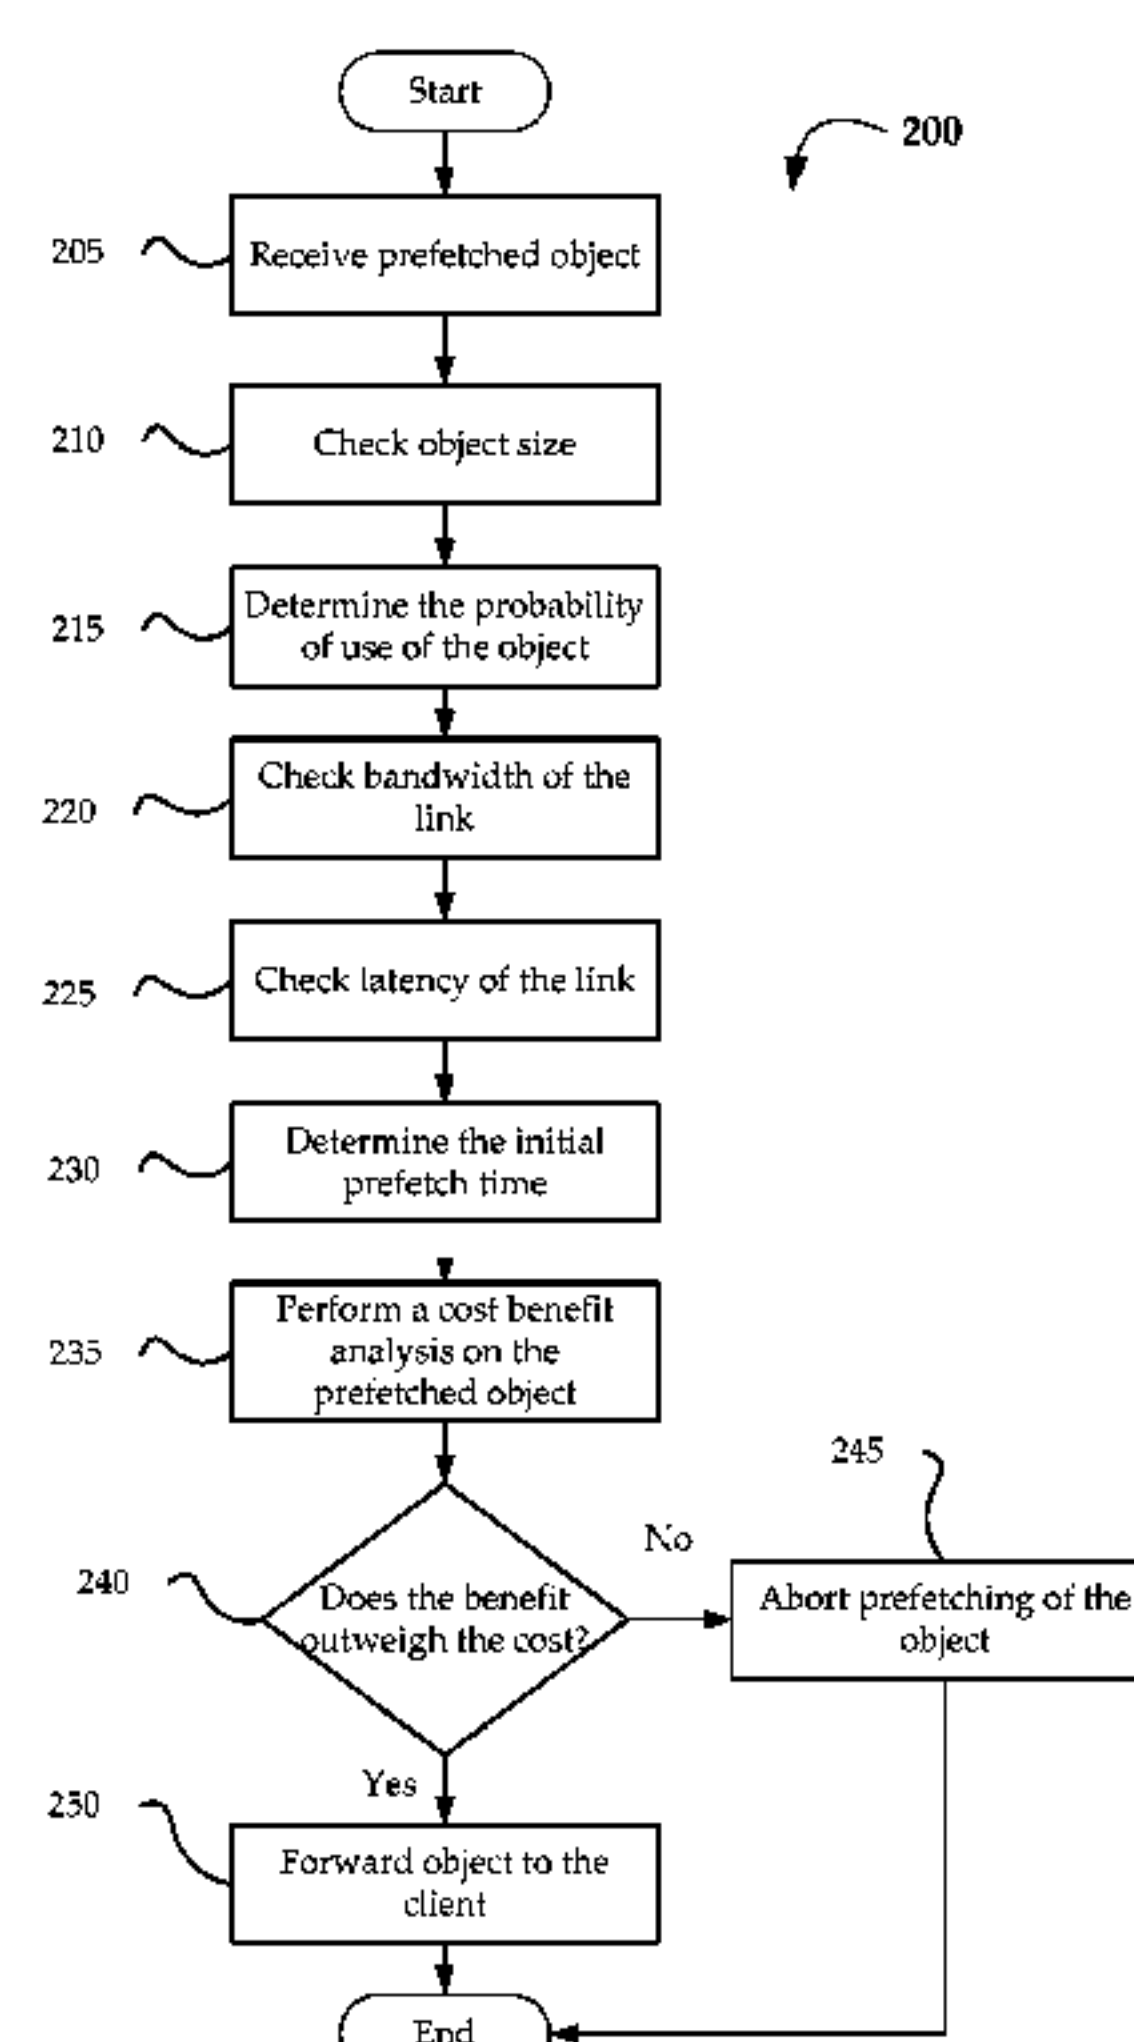 Start
200
205
Receive prefetched object
210
Check object size
215
Determine the probability
of use of the object
220
Check bandwidth of the
link
225
Check latency of the link
230
Determine the initial
prefetch time
235
Perform a cost benefit
analysis on the
prefetched object
245
No
240
Does the benefit
outweigh the cost?
Abort prefetching of the
object
Yes
250
Forward object to the
client
End